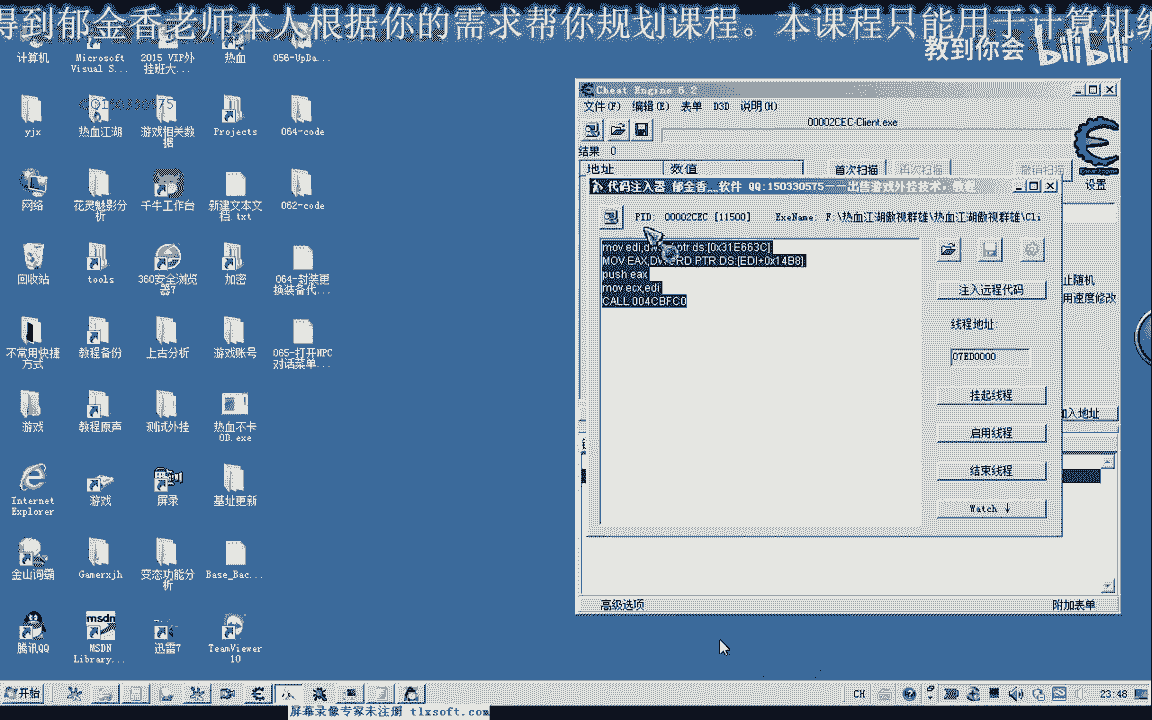 得到郁金香老师本人根据你的需求帮你规划课程。本课程只能用于计算机编
教到你会 bilibili
计算机
Microsoft Visual S...
2015 VIP外挂班大...
热血
056-UpDa...
yjx
热血江湖
游戏相关数据
Projects
064-code
网络
花灵魅影分析
千牛工作台
新建文本文档.txt
062-code
回收站
tools
360安全浏览器7
加密
064-封装更换装备代...
不常用快捷方式
教程备份
上古分析
游戏账号
065-打开NPC对话菜单...
游戏
教程原声
测试外挂
热血不卡OD.exe
Internet Explorer
游戏
屏录
基址更新
金山词霸
Gamerxjh
变态功能分析
Base_Bac...
腾讯QQ
MSDN Library...
迅雷7
TeamViewer 10
Cheat Engine 6.2
文件(F) 编辑(E) 表单 D3D 说明(H)
00002CEC-Client.exe
结果: 0
地址 数值
首次扫描 再次扫描
设置
代码注入器 郁金香__软件 QQ:150330575——出售游戏外挂技术，教程
PID: 00002CEC [11500] ExeName: F:\热血江湖傲视群雄\热血江湖傲视群雄\Cli
MOV EAX,DWORD PTR DS:[EDI+0x14B8]
push eax
mov ecx,edi
CALL 004CBFC0
注入远程代码
线程地址:
07ED0000
挂起线程
启用线程
结束线程
Watch ↓
止随机
用速度修改
加入地址
高级选项
附加表单
开始
CH
23:48
屏幕录像专家未注册 tlxsoft.com